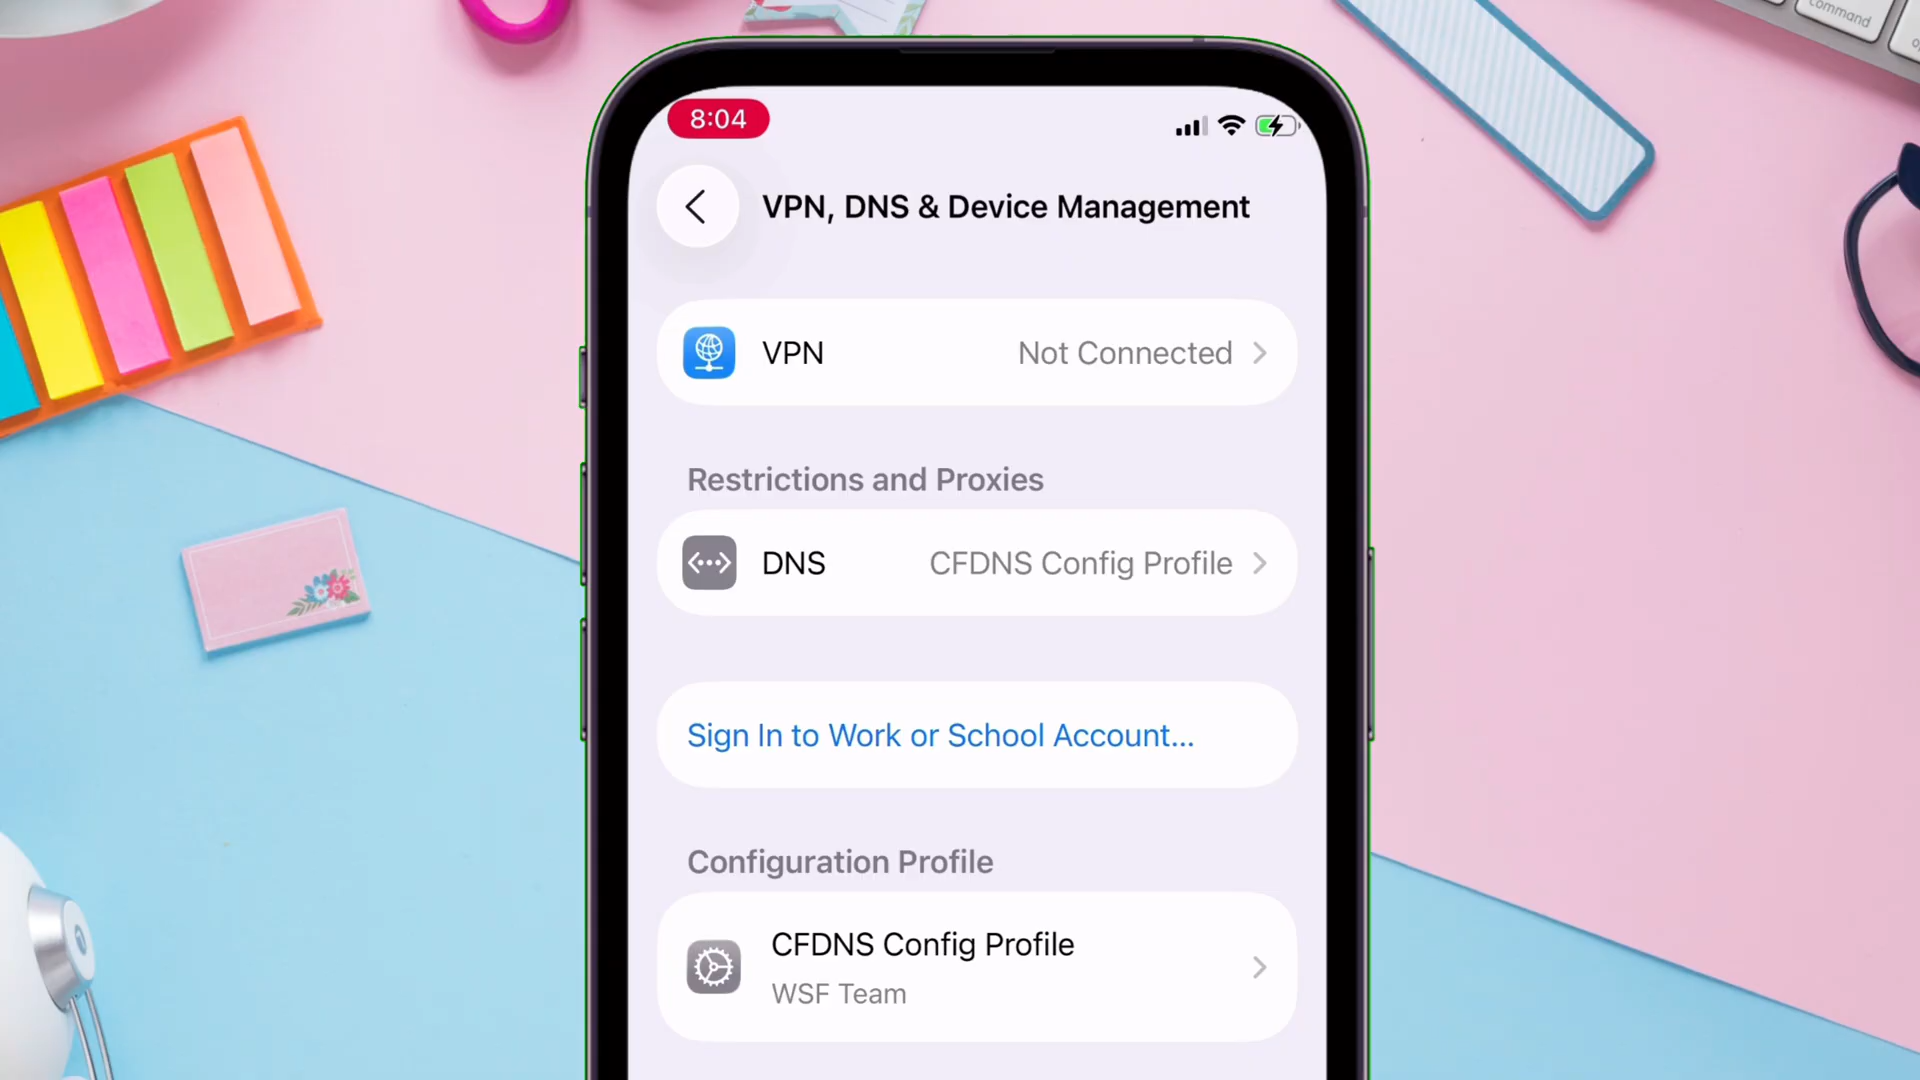 command
8:04
VPN, DNS & Device Management
VPN Not Connected
Restrictions and Proxies
DNS CFDNS Config Profile
Sign In to Work or School Account...
Configuration Profile
CFDNS Config Profile
WSF Team